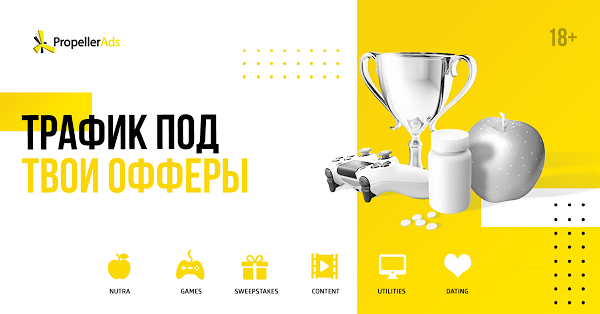 PropellerAds
18+
ТРАФИК ПОД
ТВОИ ОФФЕРЫ
NUTRA
GAMES
SWEEPSTAKES
CONTENT
UTILITIES
DATING